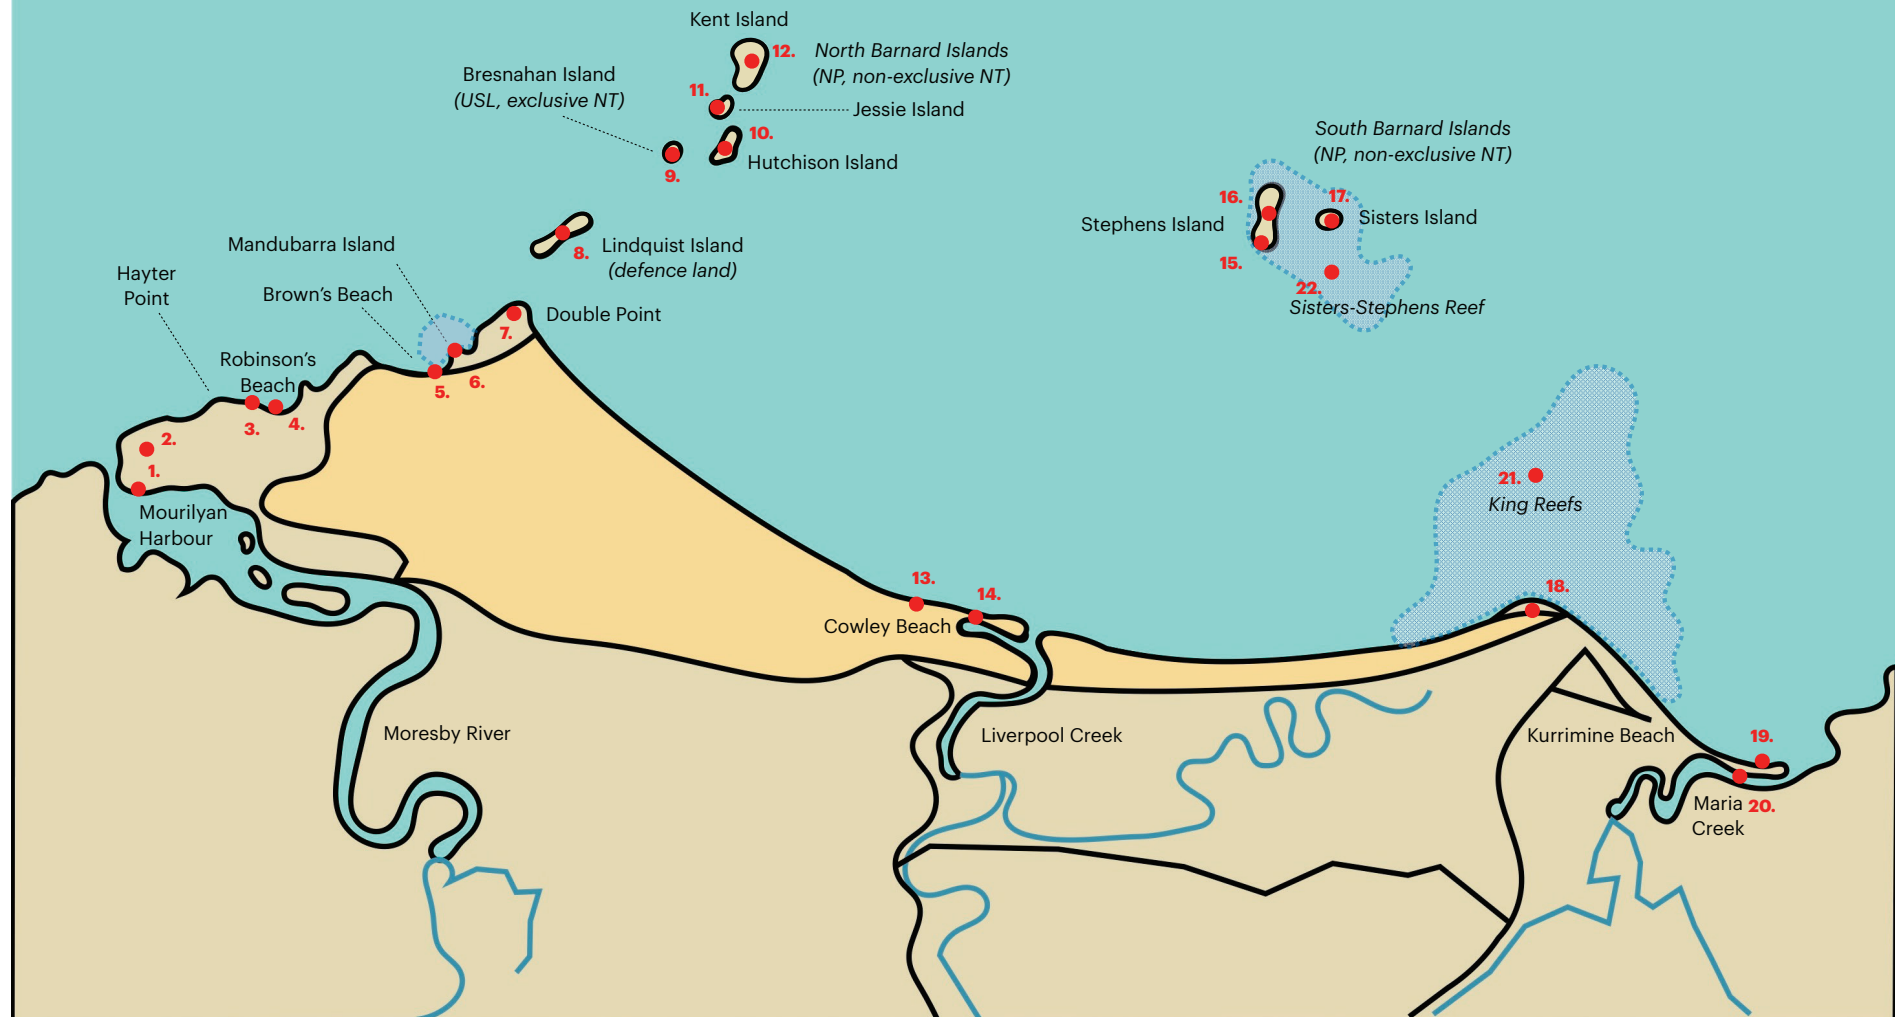 Kent Island
12.
North Barnard Islands
(NP, non-exclusive NT)
Bresnahan Island
(USL, exclusive NT)
11.
Jessie Island
10.
Hutchison Island
9.
South Barnard Islands
(NP, non-exclusive NT)
16.
17.
Stephens Island
Sisters Island
15.
22.
Sisters-Stephens Reef
Mandubarra Island
8.
Lindquist Island
(defence land)
Hayter
Point
Brown's Beach
7.
Double Point
Robinson's
Beach
5.
6.
3.
4.
2.
1.
Mourilyan
Harbour
21.
King Reefs
13.
14.
18.
Cowley Beach
Moresby River
Liverpool Creek
Kurrimine Beach
19.
Maria
20.
Creek